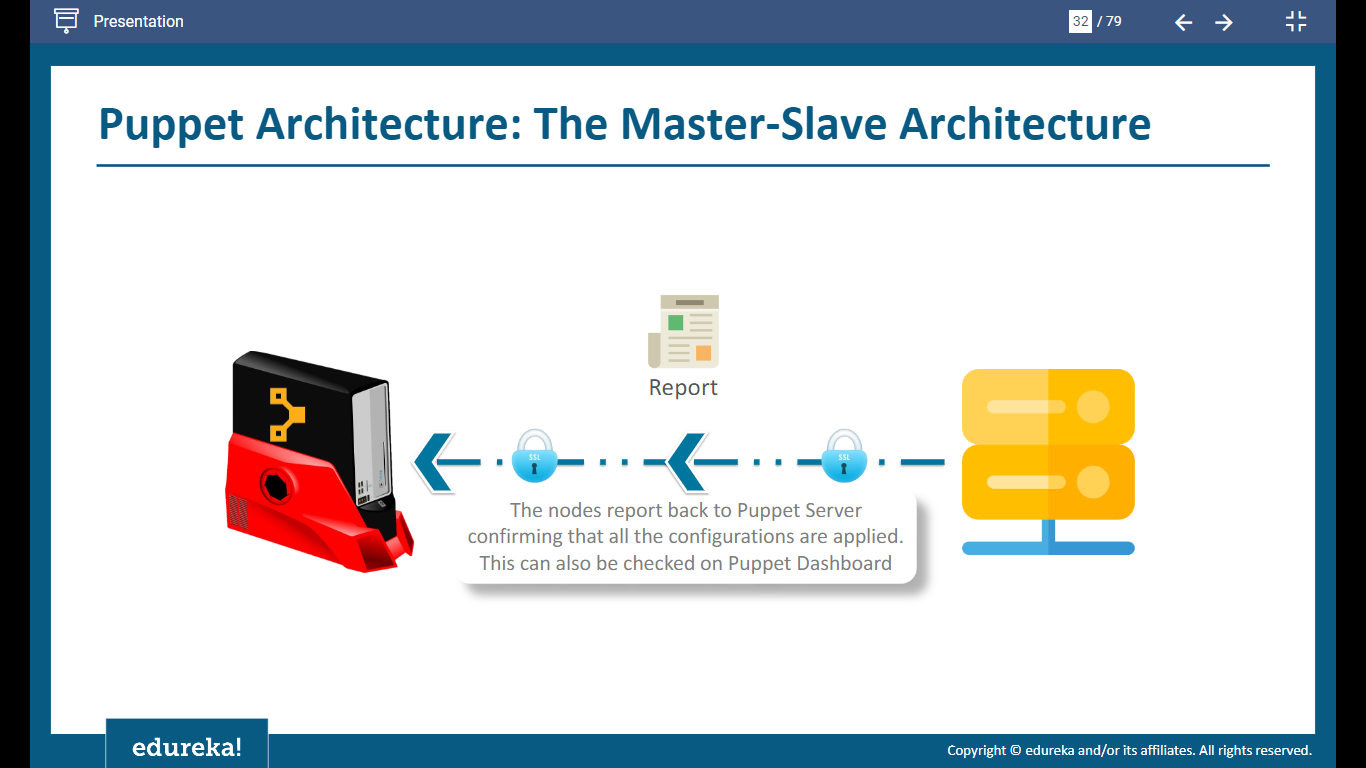 Presentation
32 / 79
Puppet Architecture: The Master-Slave Architecture
Report
SSL
SSL
The nodes report back to Puppet Server
confirming that all the configurations are applied.
This can also be checked on Puppet Dashboard
edureka!
Copyright © edureka and/or its affiliates. All rights reserved.